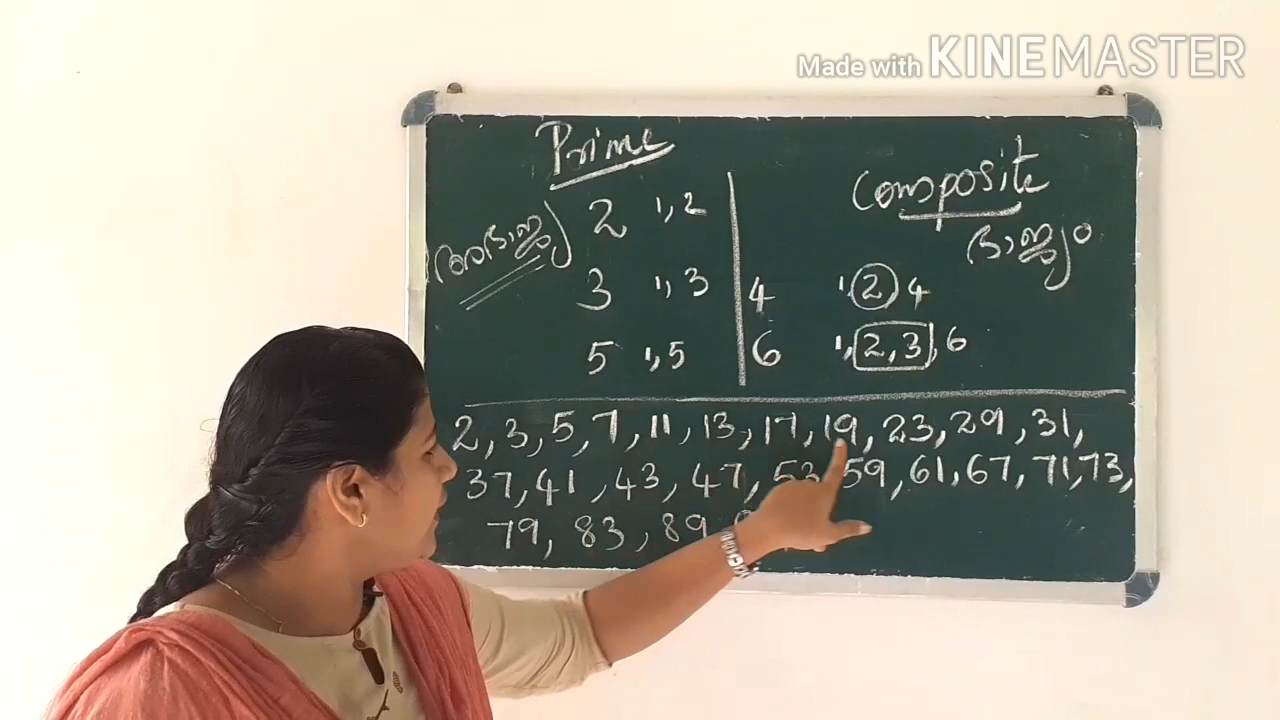 Made with KINEMASTER
Prime
Composite
അഭാജ്യ
ഭാജ്യം
2 1, 2
3 1, 3
4 1, 2, 4
5 1, 5
6 1, 2, 3, 6
2, 3, 5, 7, 11, 13, 17, 19, 23, 29, 31,
37, 41, 43, 47, 53, 59, 61, 67, 71, 73,
79, 83, 89